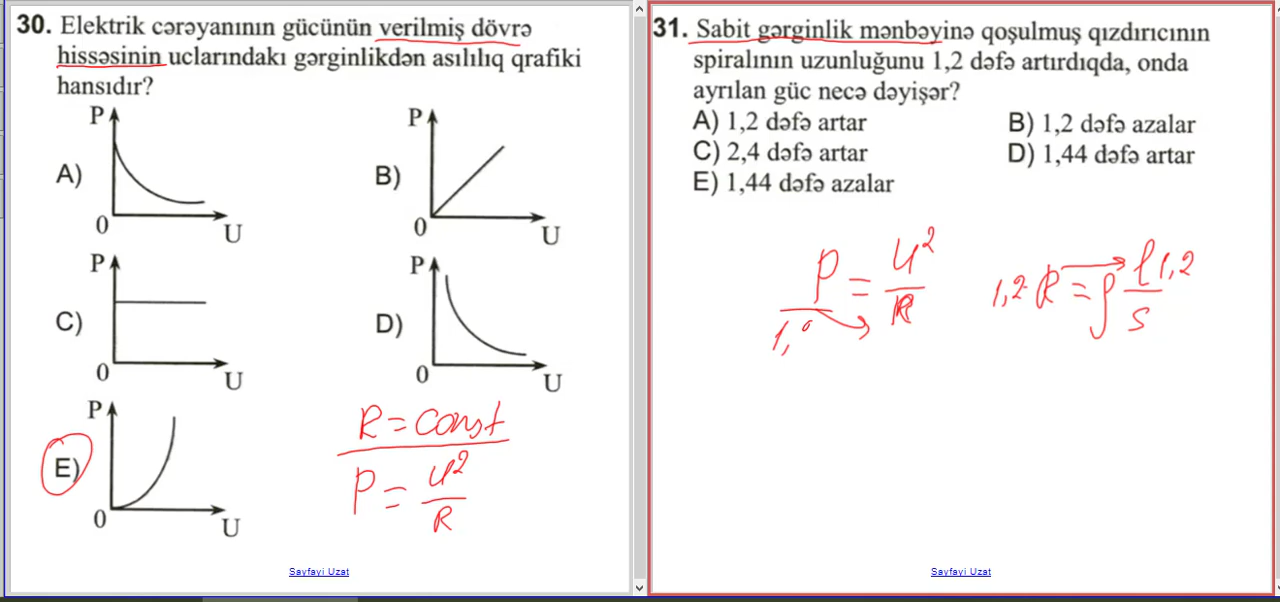 30. Elektrik cərəyanının gücünün verilmiş dövrə
hissəsinin uclarındakı gərginlikdən asılılıq qrafiki
hansıdır?
A) P 0 U
B) P 0 U
C) P 0 U
D) P 0 U
E) P 0 U
R = const
P = U²/R
Sayfayi Uzat
31. Sabit gərginlik mənbəyinə qoşulmuş qızdırıcının
spiralının uzunluğunu 1,2 dəfə artırdıqda, onda
ayrılan güc necə dəyişər?
A) 1,2 dəfə artar
B) 1,2 dəfə azalar
C) 2,4 dəfə artar
D) 1,44 dəfə artar
E) 1,44 dəfə azalar
P = U²/R
1,2 R = ρ l 1,2/S
Sayfayi Uzat